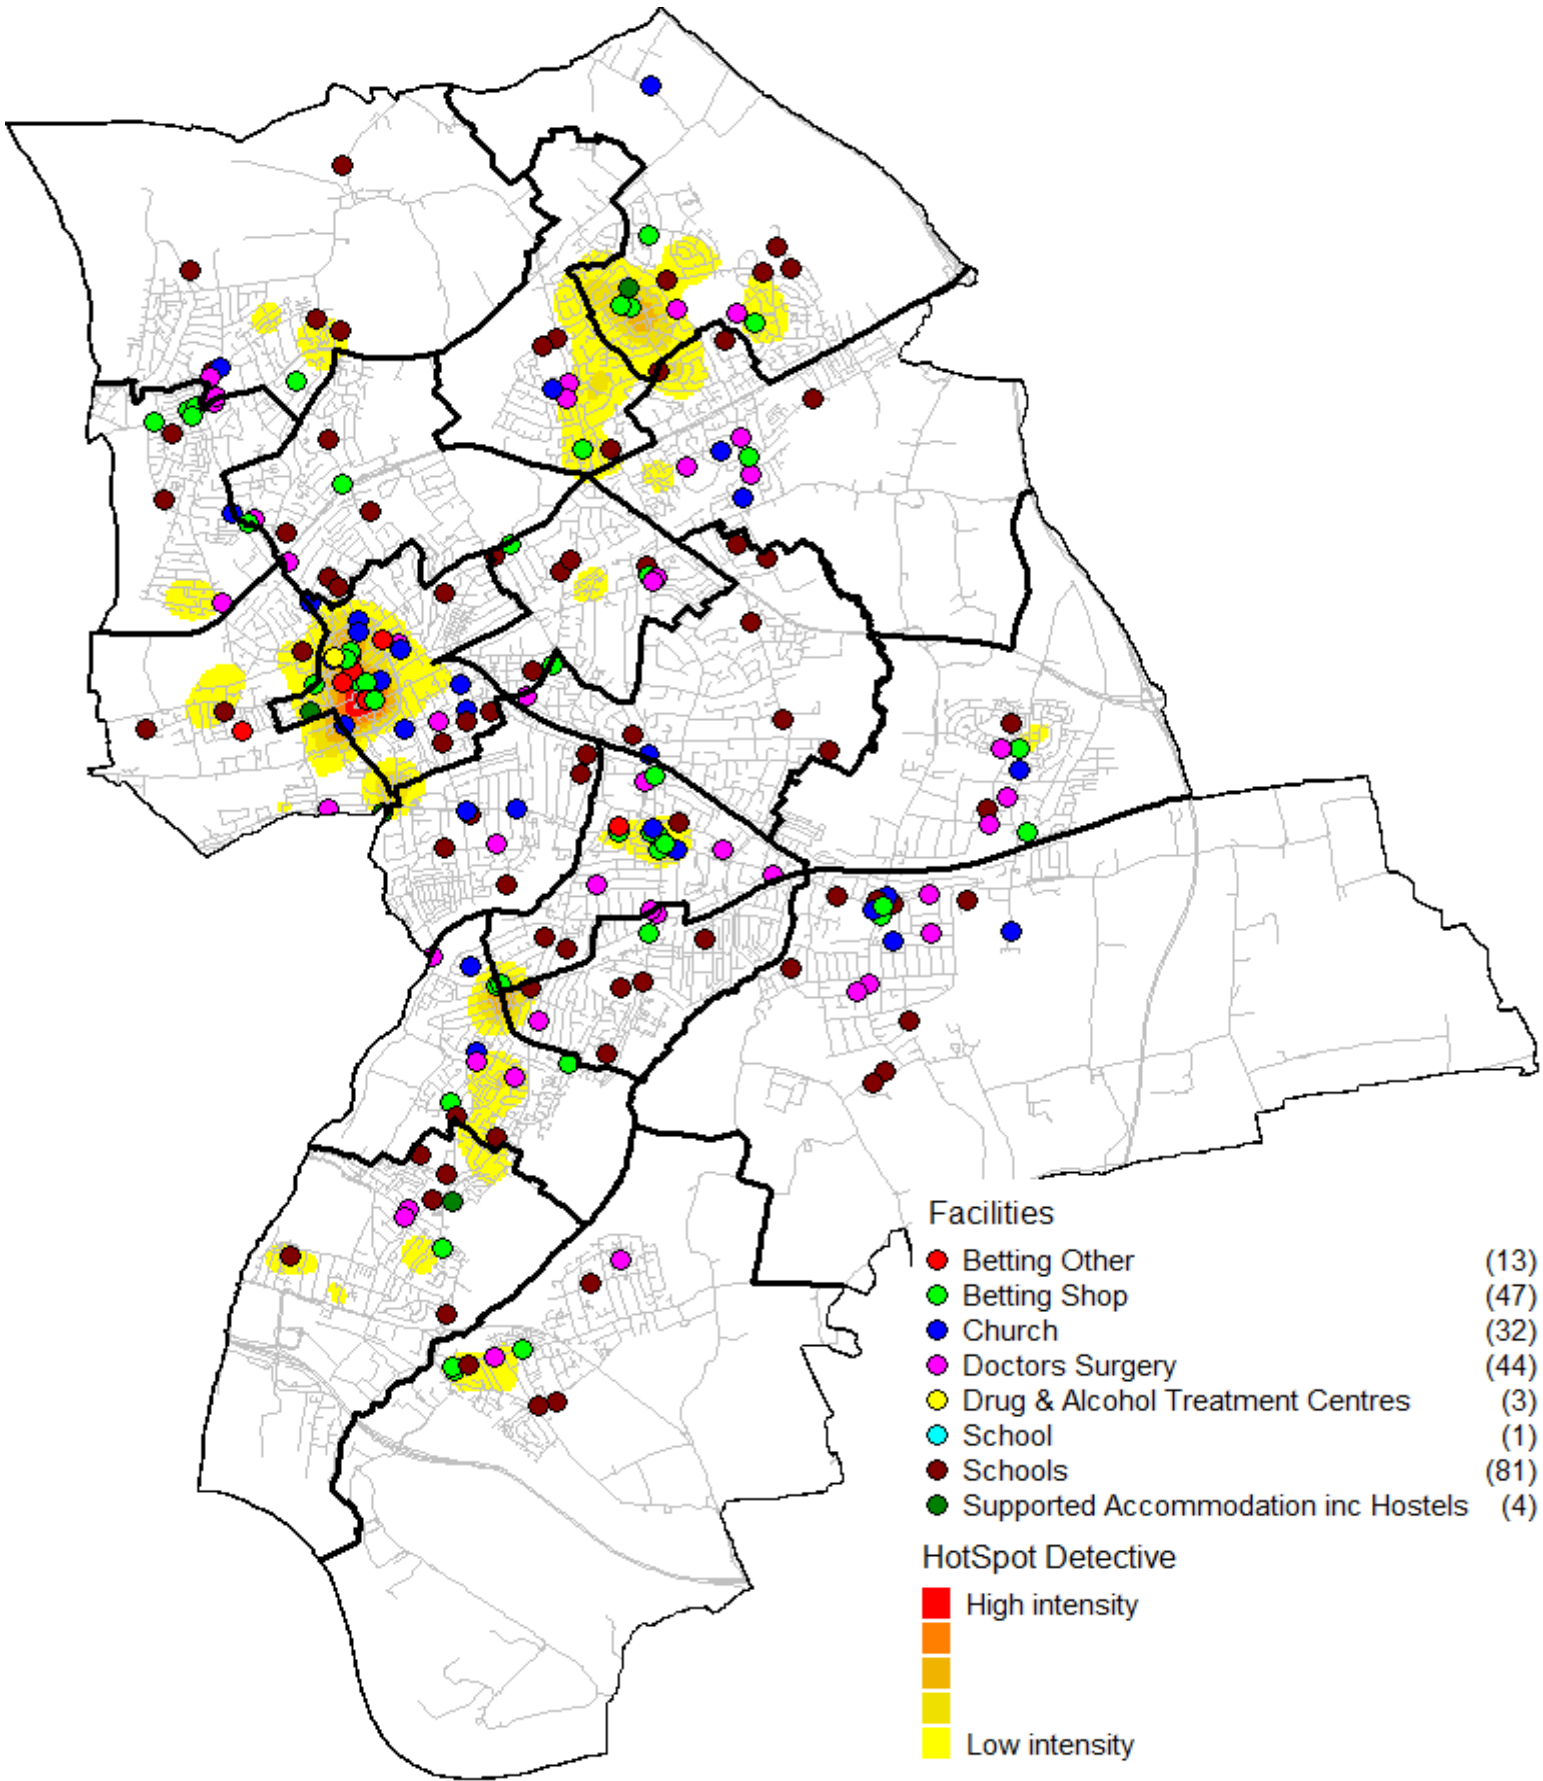 Facilities
Betting Other (13)
Betting Shop (47)
Church (32)
Doctors Surgery (44)
Drug & Alcohol Treatment Centres (3)
School (1)
Schools (81)
Supported Accommodation inc Hostels (4)
HotSpot Detective
High intensity
Low intensity